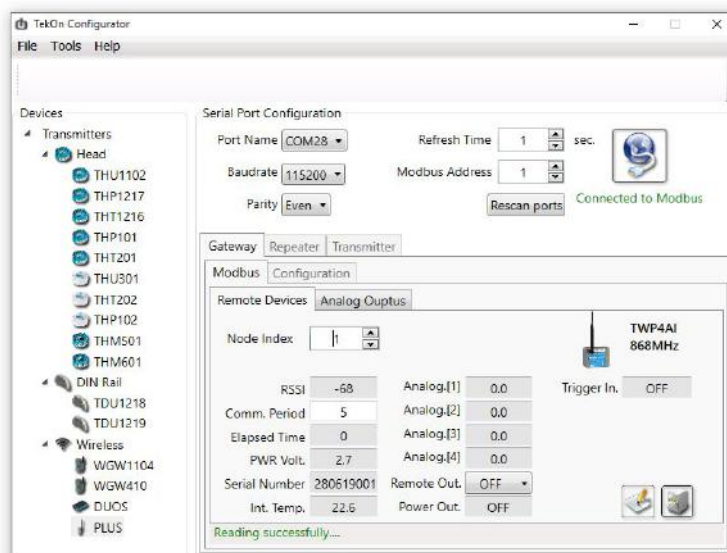 TekOn Configurator
File Tools Help
Devices
Transmitters
Head
THU1102
THP1217
THT1216
THP101
THT201
THU301
THT202
THP102
THM501
THM601
DIN Rail
TDU1218
TDU1219
Wireless
WGW1104
WGW410
DUOS
PLUS
Serial Port Configuration
Port Name COM28 Refresh Time 1 sec.
Baudrate 115200 Modbus Address 1
Parity Even Rescan ports Connected to Modbus
Gateway Repeater Transmitter
Modbus Configuration
Remote Devices Analog Ouptus
Node Index 1 TWP4AI
868MHz
RSSI -68 Analog.[1] 0.0 Trigger In. OFF
Comm. Period 5 Analog.[2] 0.0
Elapsed Time 0 Analog.[3] 0.0
PWR Volt. 2.7 Analog.[4] 0.0
Serial Number 280619001 Remote Out. OFF
Int. Temp. 22.6 Power Out. OFF
Reading successfully....